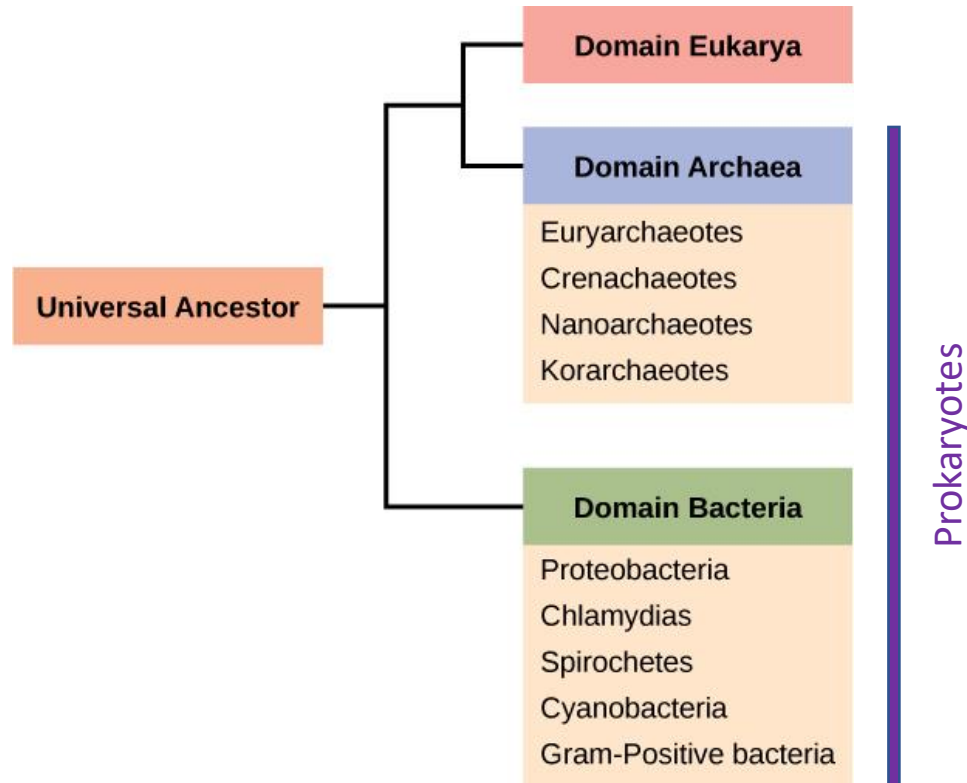 Domain Eukarya
Domain Archaea
Euryarchaeotes
Crenachaeotes
Nanoarchaeotes
Korarchaeotes
Universal Ancestor
Domain Bacteria
Proteobacteria
Chlamydias
Spirochetes
Cyanobacteria
Gram-Positive bacteria
Prokaryotes